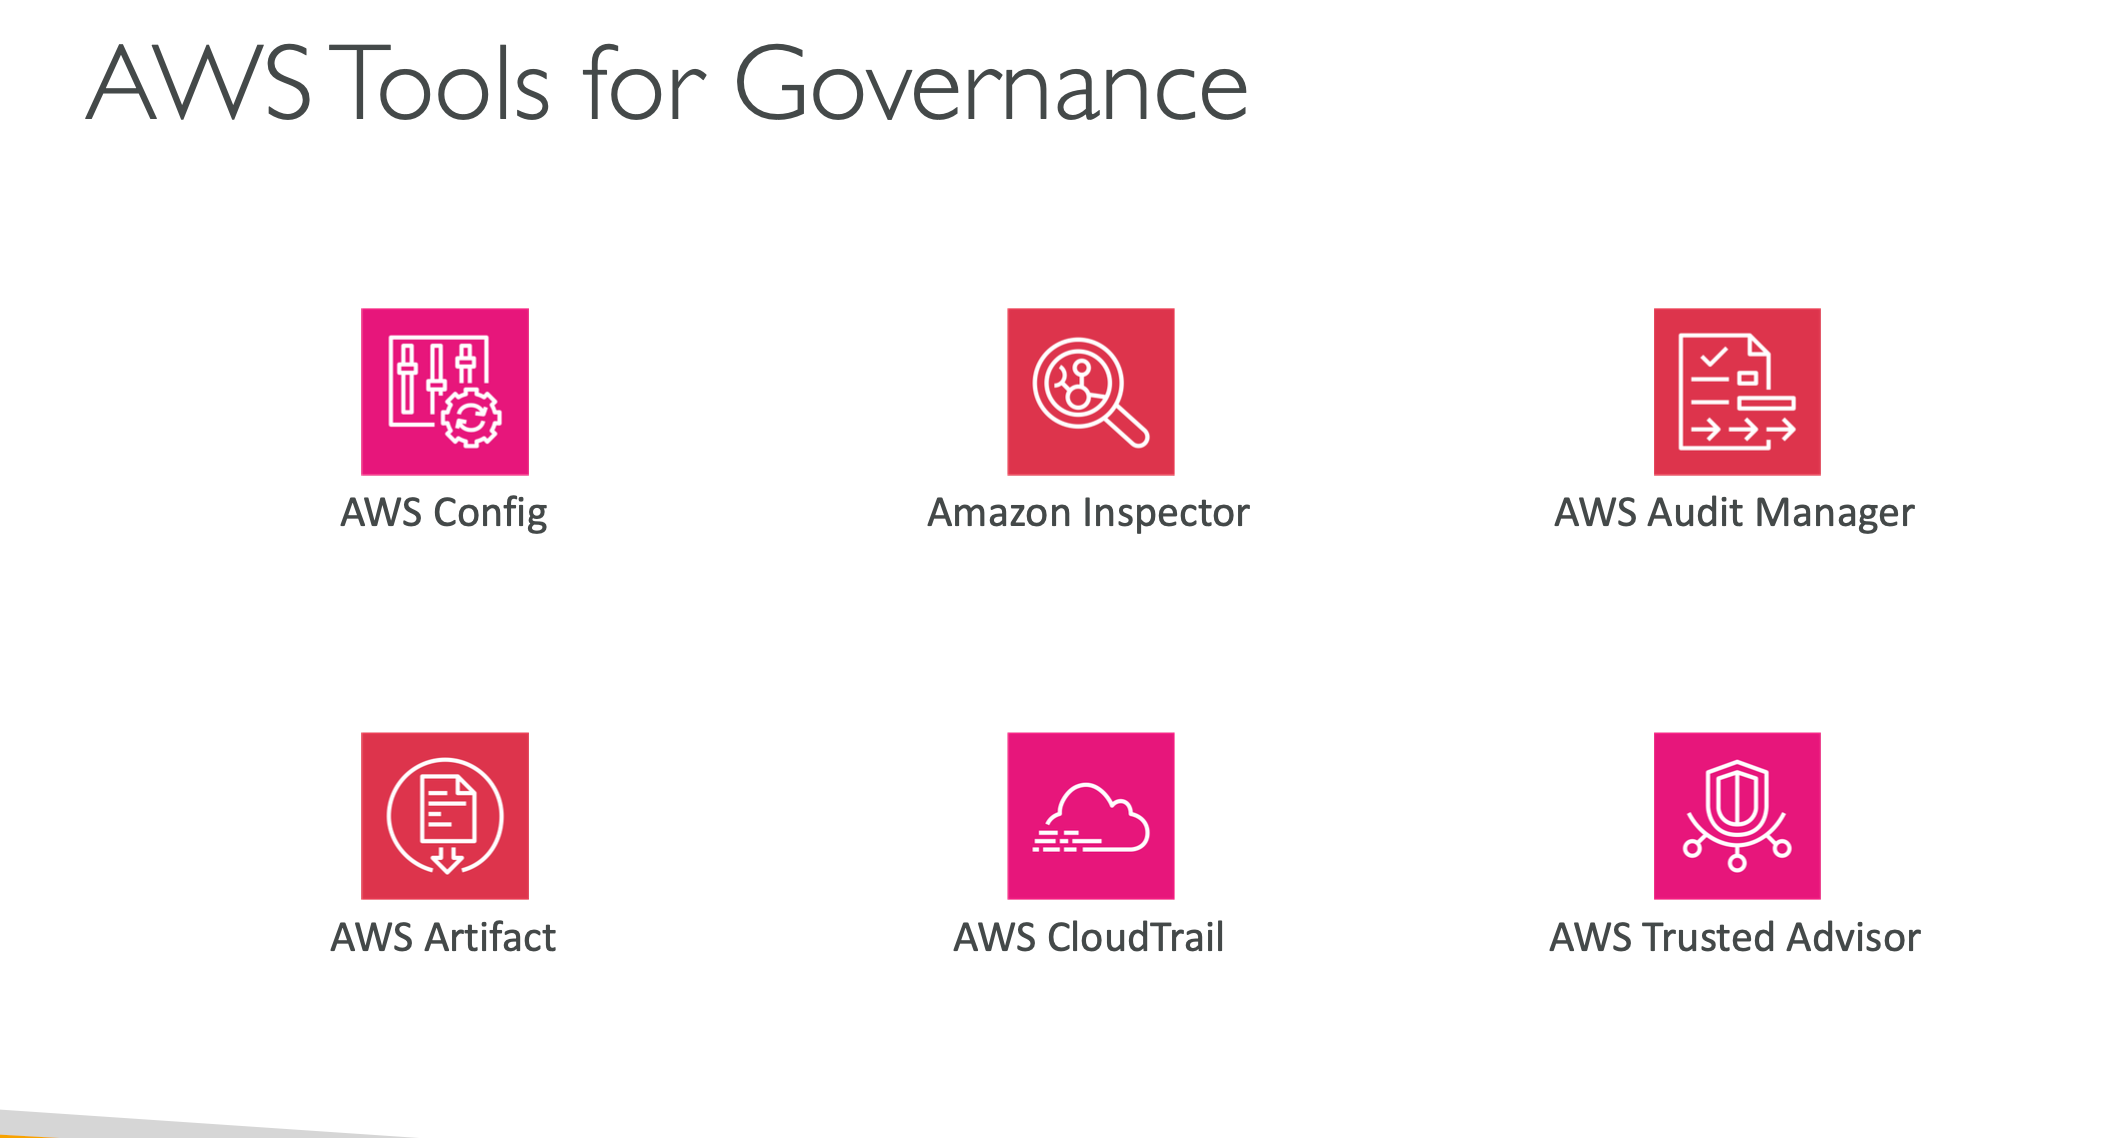 AWS Tools for Governance
AWS Config
Amazon Inspector
AWS Audit Manager
AWS Artifact
AWS CloudTrail
AWS Trusted Advisor